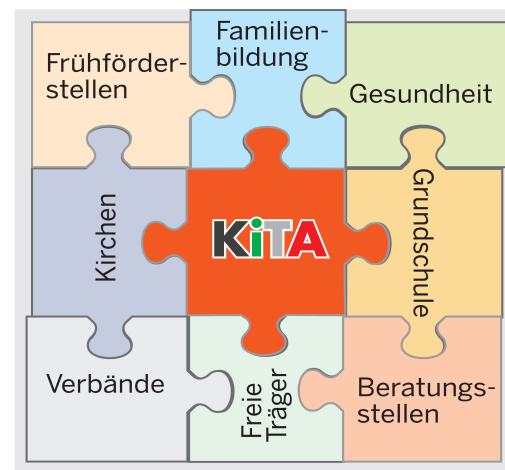 Frühförder-
stellen
Familien-
bildung
Gesundheit
Kirchen
KiTA
Grundschule
Verbände
Freie
Träger
Beratungs-
stellen